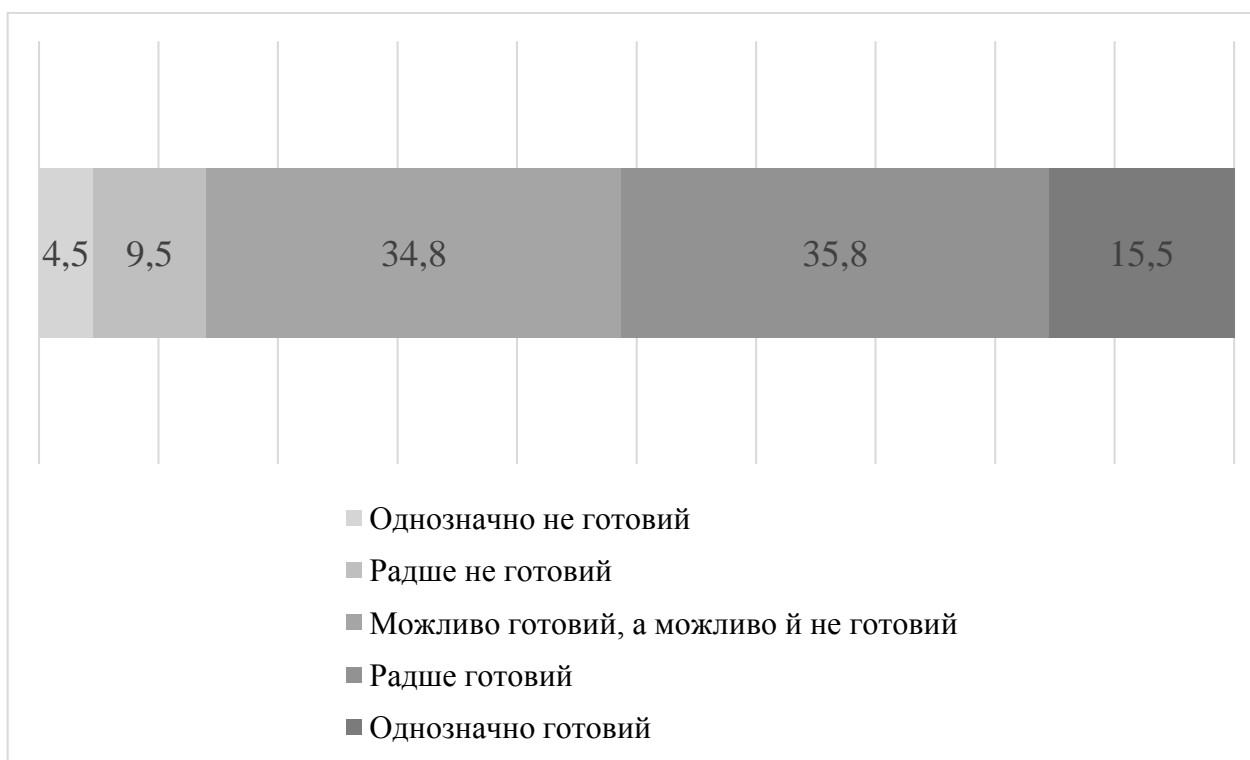 4,5 9,5 34,8 35,8 15,5
Однозначно не готовий
Радше не готовий
Можливо готовий, а можливо й не готовий
Радше готовий
Однозначно готовий